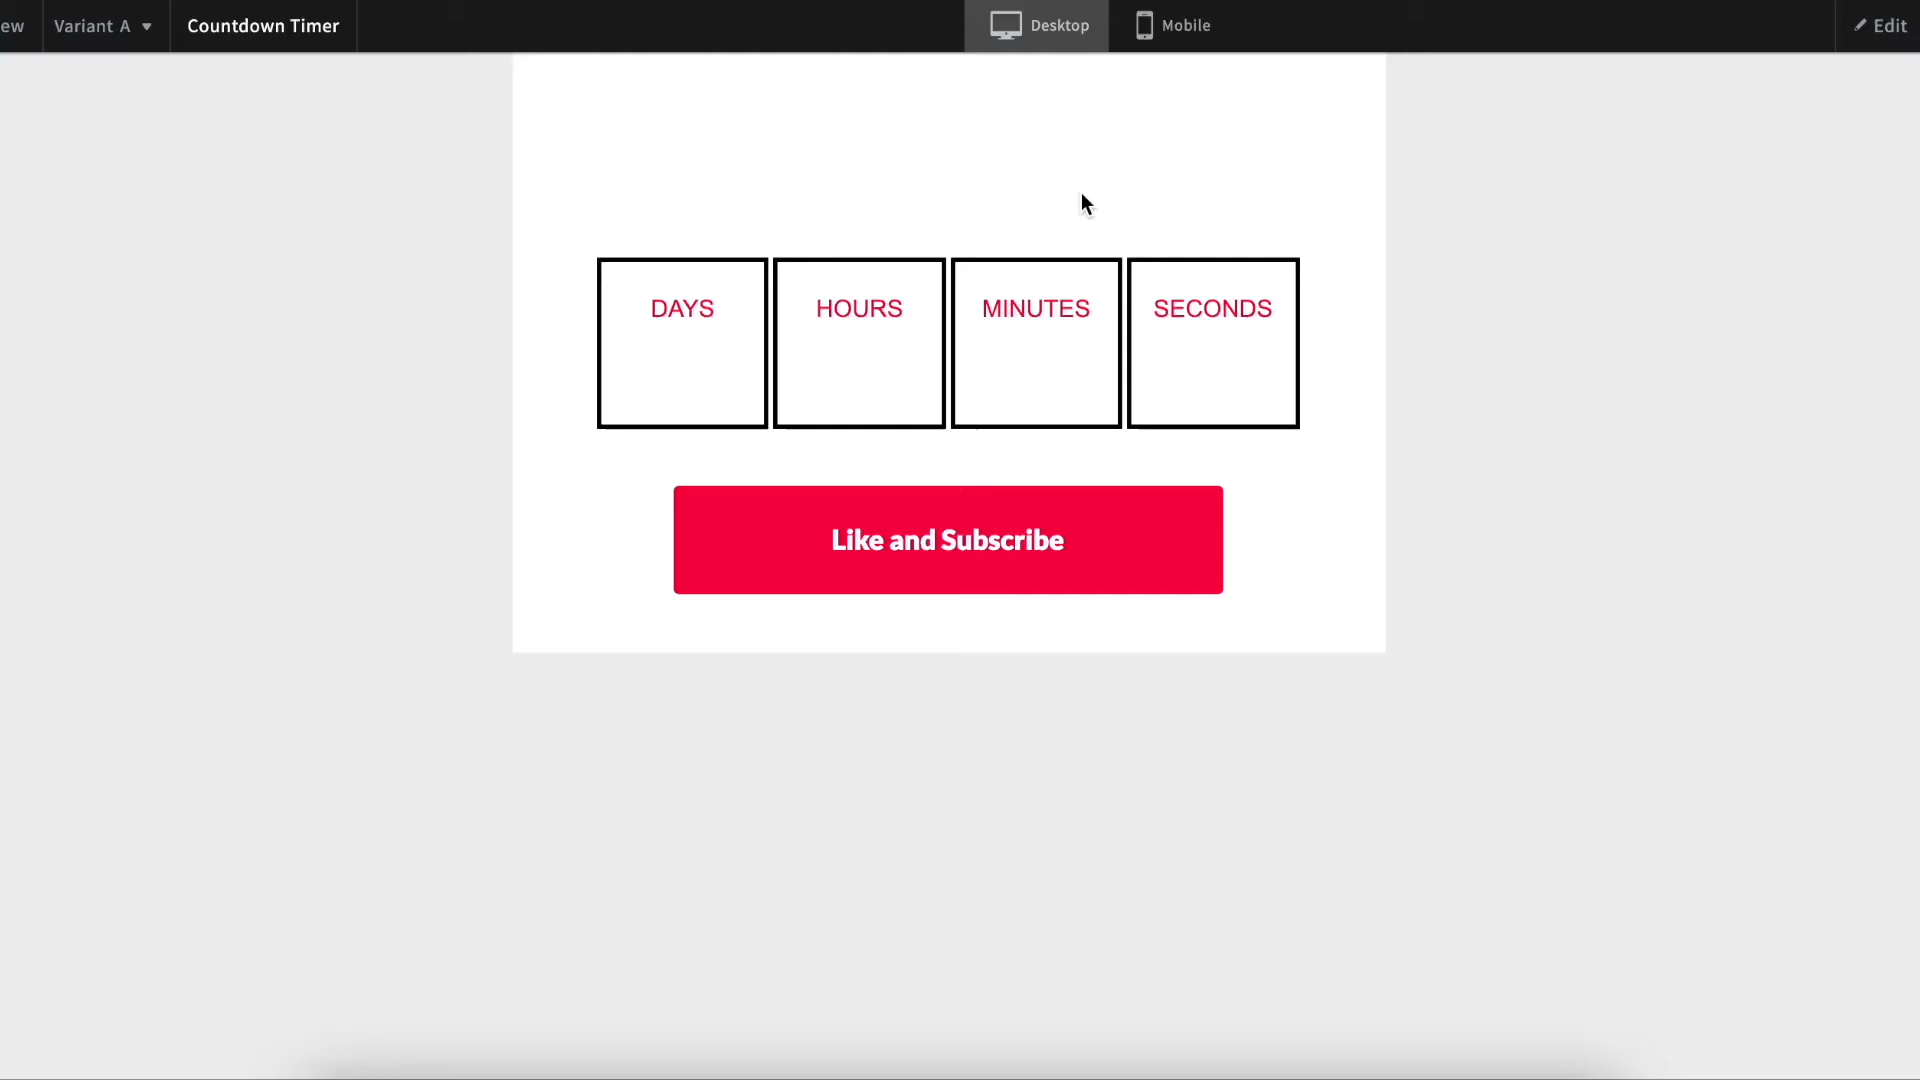 ew Variant A Countdown Timer Desktop Mobile Edit
DAYS HOURS MINUTES SECONDS
Like and Subscribe